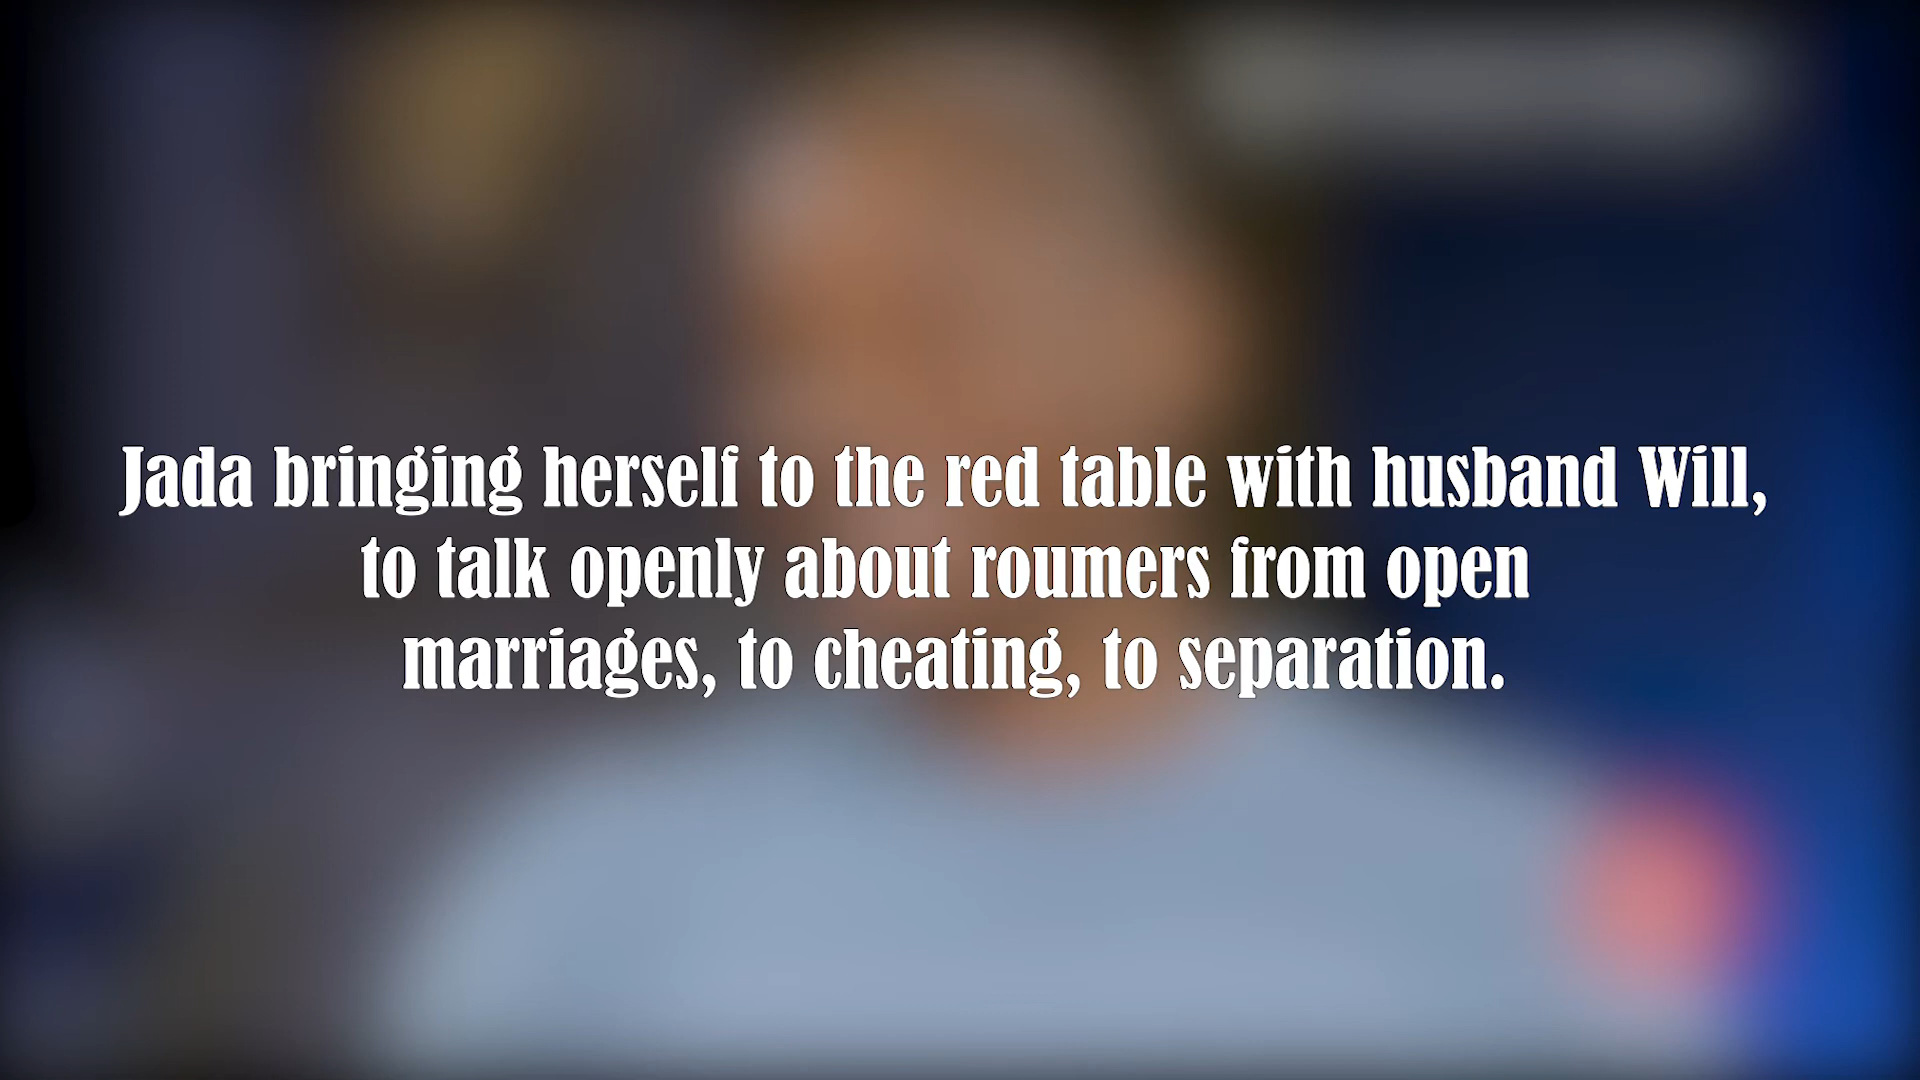 Jada bringing herself to the red table with husband Will,
to talk openly about roumers from open
marriages, to cheating, to separation.